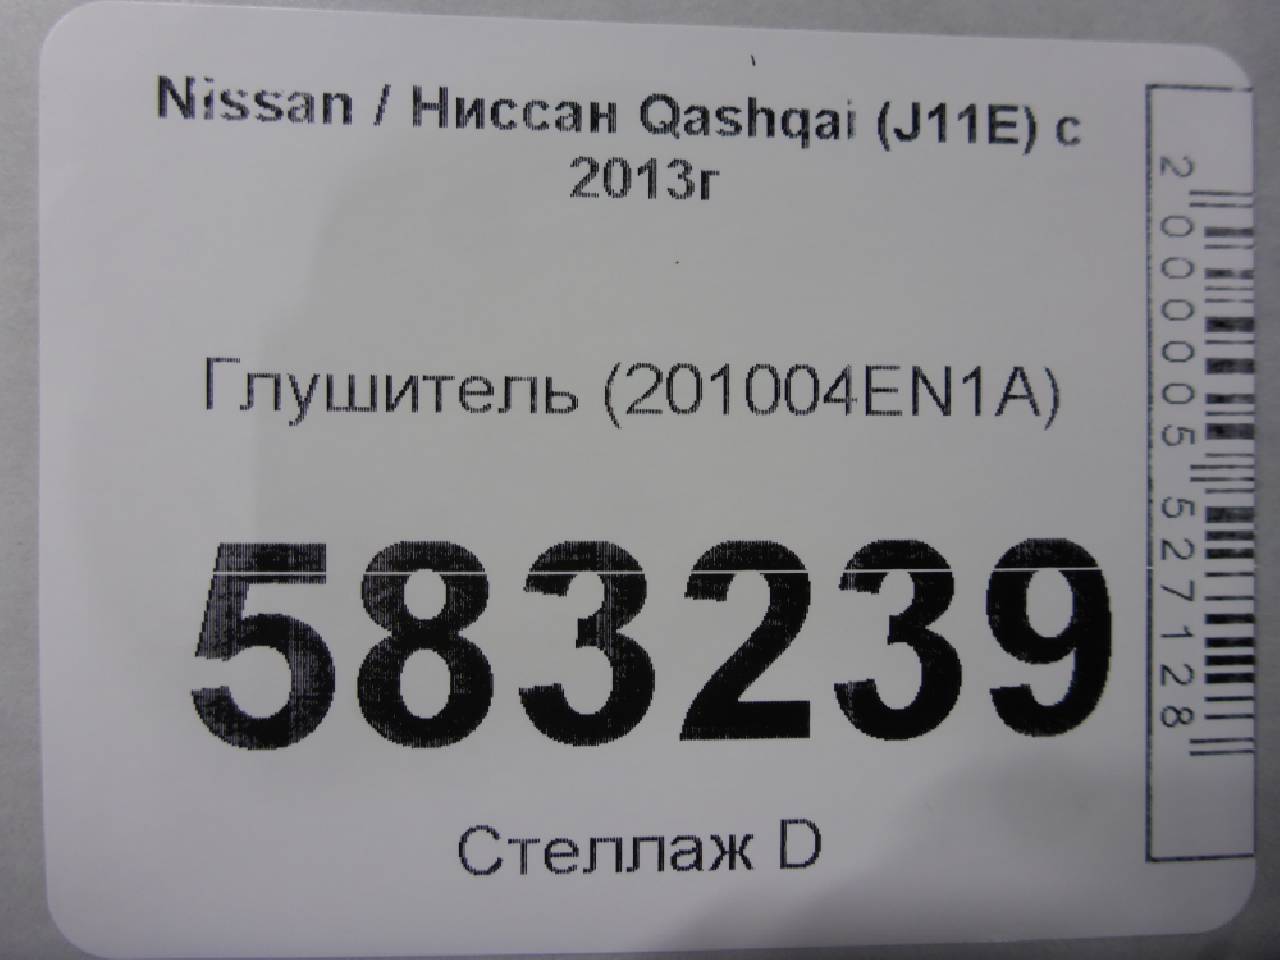 Nissan / Ниссан Qashqai (J11E) с
2013г
Глушитель (201004EN1A)
583239
Стеллаж D
2000005527128